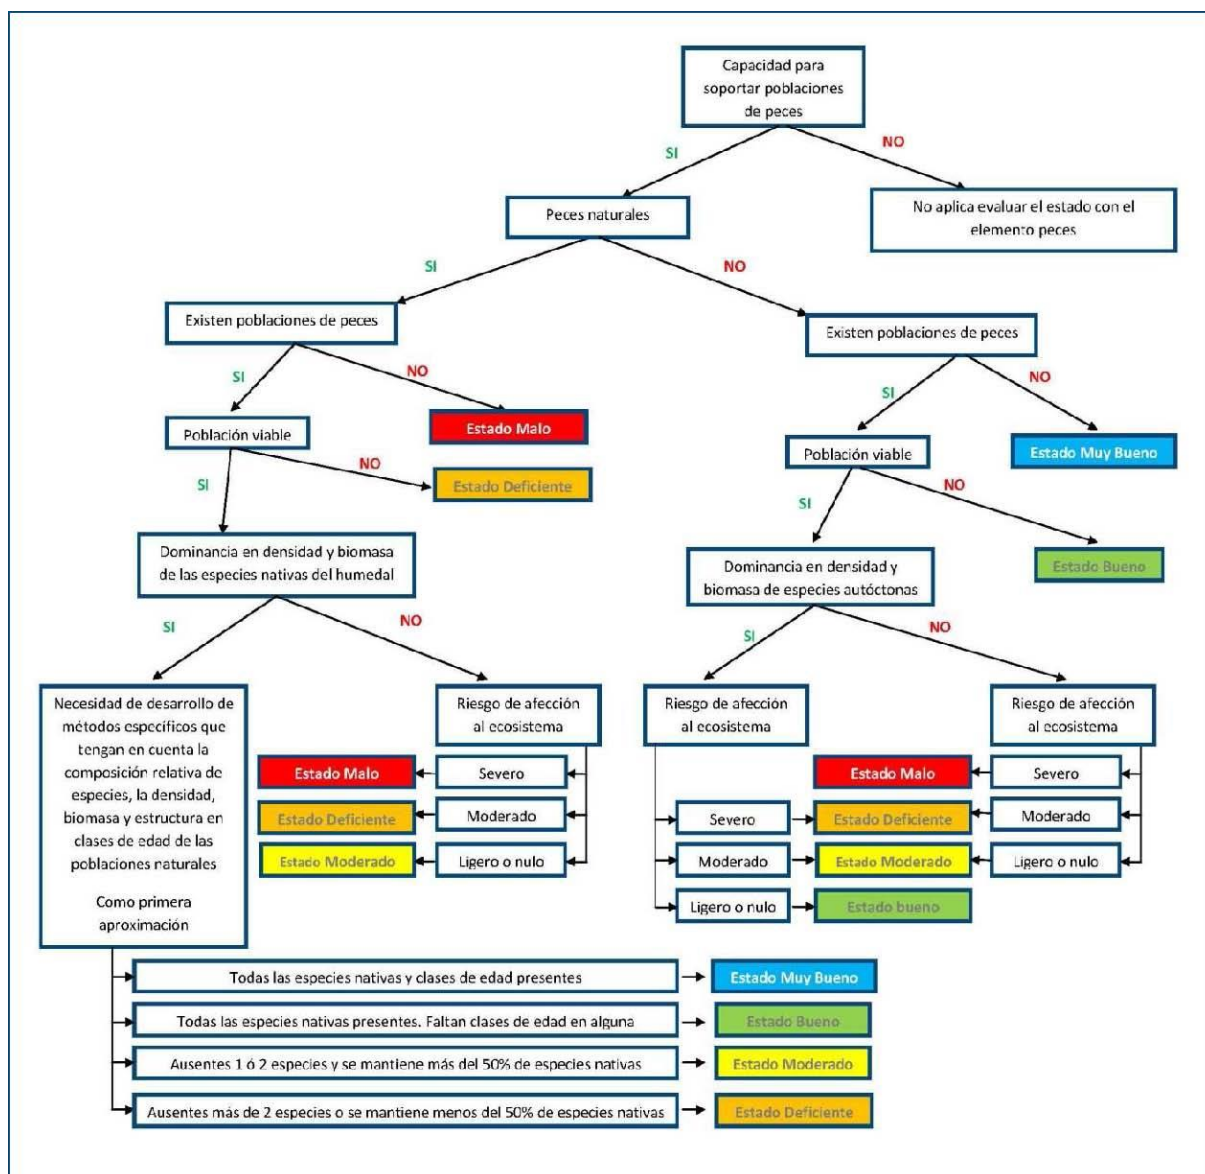 Capacidad para
soportar poblaciones
de peces
SI
NO
Peces naturales
No aplica evaluar el estado con el
elemento peces
SI
NO
Existen poblaciones de peces
Existen poblaciones de peces
SI
NO
SI
NO
Población viable
Estado Malo
Población viable
Estado Muy Bueno
SI
NO
Estado Deficiente
SI
NO
Dominancia en densidad y biomasa
de las especies nativas del humedal
Dominancia en densidad y
biomasa de especies autóctonas
Estado Bueno
SI
NO
SI
NO
Necesidad de desarrollo de
métodos específicos que
tengan en cuenta la
composición relativa de
especies, la densidad,
biomasa y estructura en
clases de edad de las
poblaciones naturales
Como primera
aproximación
Riesgo de afección
al ecosistema
Estado Malo
Severo
Estado Deficiente
Moderado
Estado Moderado
Ligero o nulo
Riesgo de afección
al ecosistema
Riesgo de afección
al ecosistema
Estado Malo
Severo
Severo
Estado Deficiente
Moderado
Moderado
Estado Moderado
Ligero o nulo
Ligero o nulo
Estado bueno
Todas las especies nativas y clases de edad presentes
Estado Muy Bueno
Todas las especies nativas presentes. Faltan clases de edad en alguna
Estado Bueno
Ausentes 1 ó 2 especies y se mantiene más del 50% de especies nativas
Estado Moderado
Ausentes más de 2 especies o se mantiene menos del 50% de especies nativas
Estado Deficiente